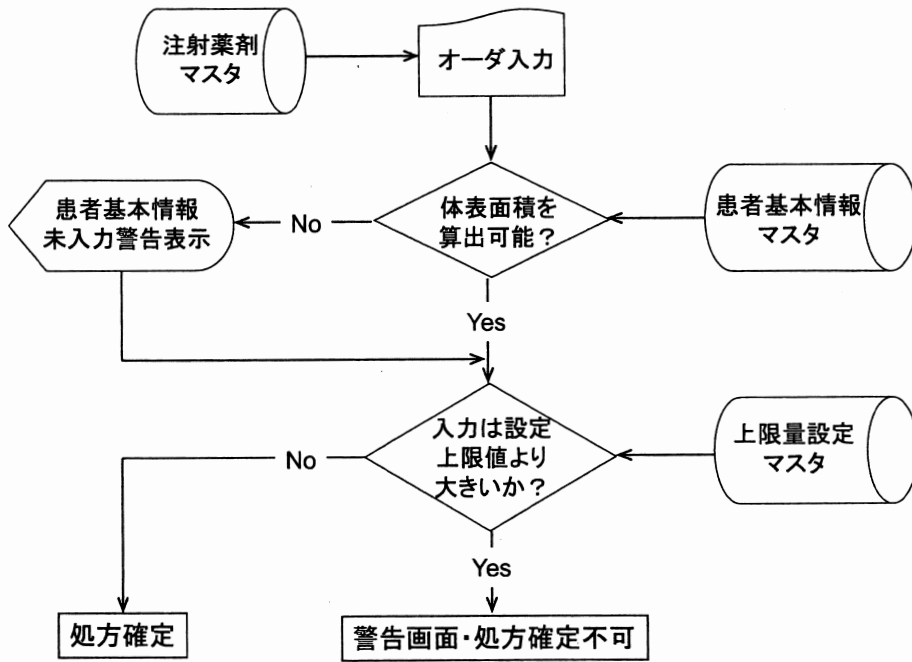 注射薬剤
マスタ
オーダ入力
患者基本情報
未入力警告表示
No
体表面積を
算出可能？
患者基本情報
マスタ
Yes
入力は設定
上限値より
大きいか？
上限量設定
マスタ
No
Yes
処方確定
警告画面・処方確定不可